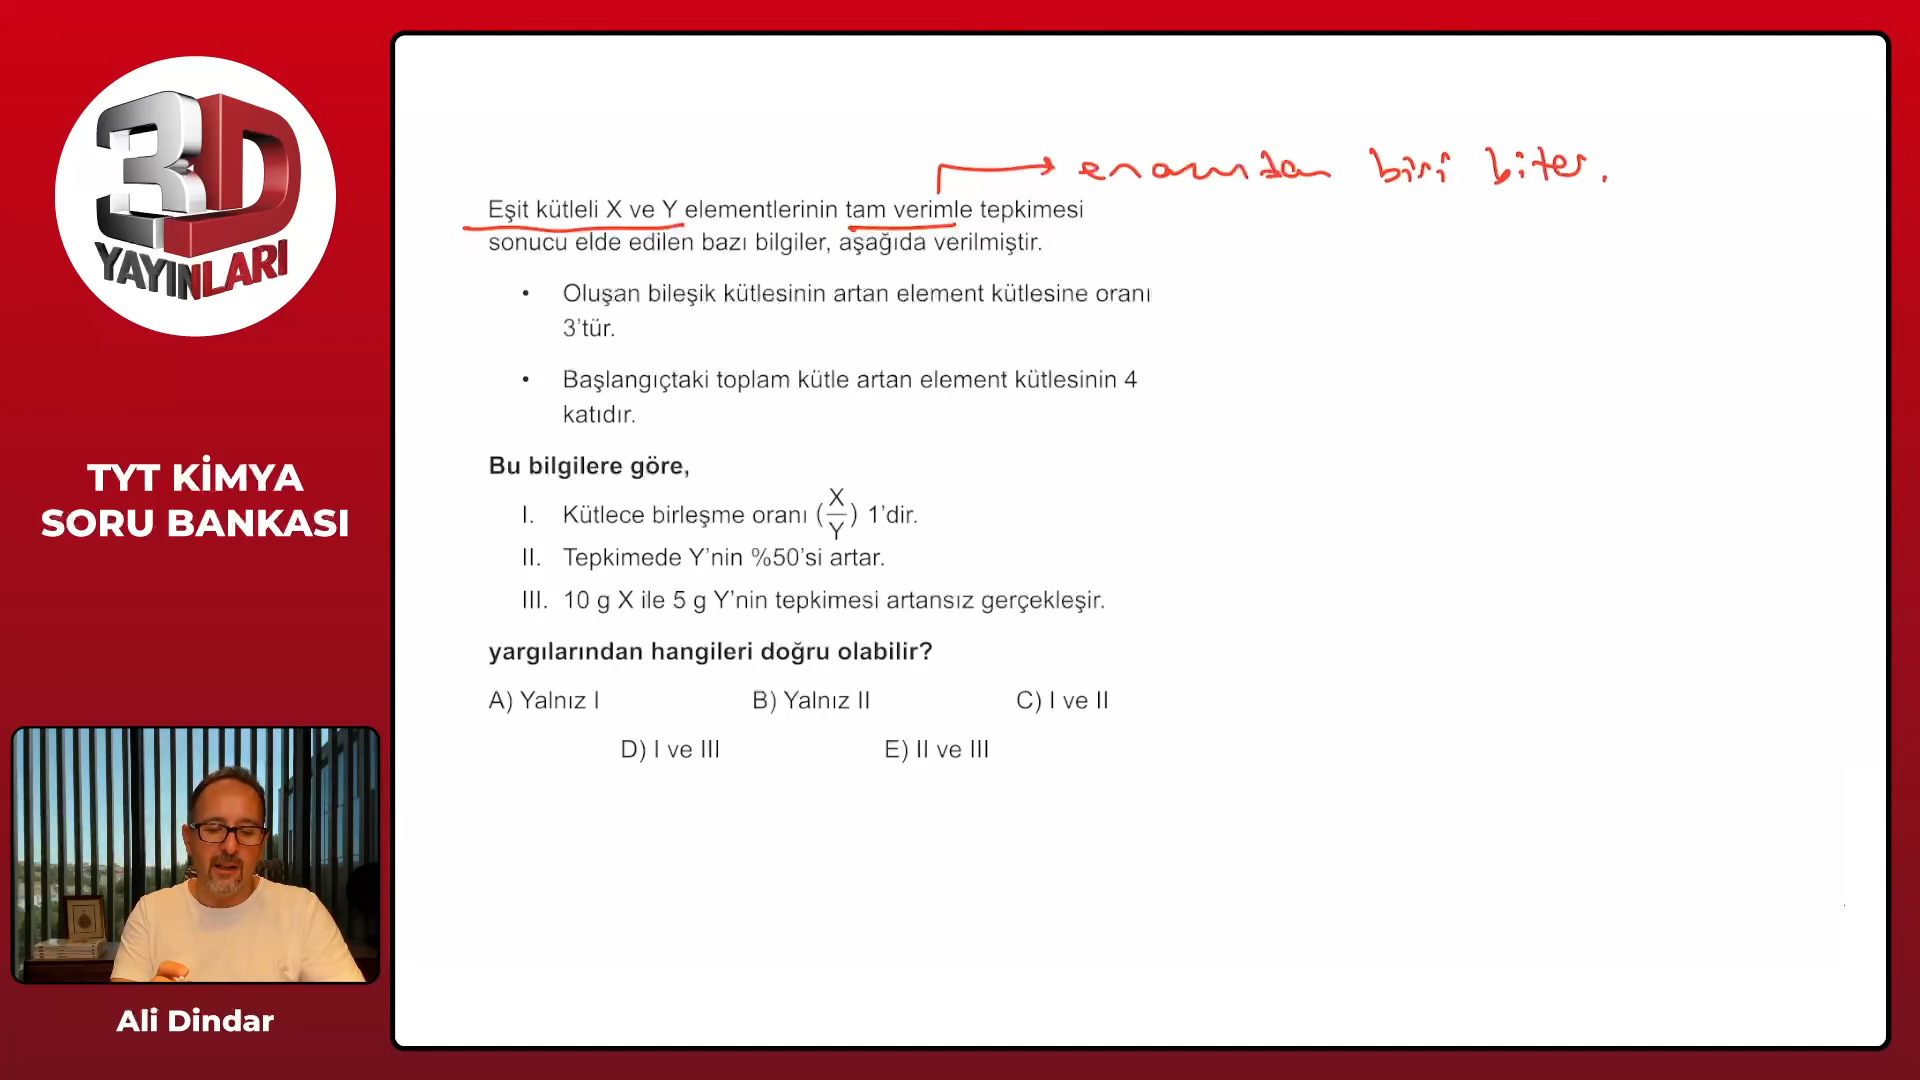 3D
YAYINLARI
TYT KİMYA
SORU BANKASI
Ali Dindar
en azından biri biter.
Eşit kütleli X ve Y elementlerinin tam verimle tepkimesi
sonucu elde edilen bazı bilgiler, aşağıda verilmiştir.
• Oluşan bileşik kütlesinin artan element kütlesine oranı
3’tür.
• Başlangıçtaki toplam kütle artan element kütlesinin 4
katıdır.
Bu bilgilere göre,
I. Kütlece birleşme oranı (X/Y) 1’dir.
II. Tepkimede Y’nin %50’si artar.
III. 10 g X ile 5 g Y’nin tepkimesi artansız gerçekleşir.
yargılarından hangileri doğru olabilir?
A) Yalnız I B) Yalnız II C) I ve II
D) I ve III E) II ve III